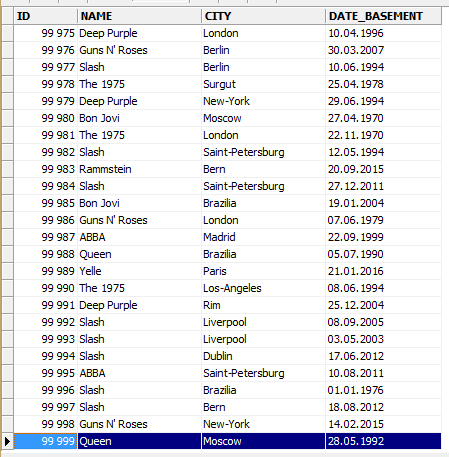 ID NAME CITY DATE_BASEMENT
99 975 Deep Purple London 10.04.1996
99 976 Guns N' Roses Berlin 30.03.2007
99 977 Slash Berlin 10.06.1994
99 978 The 1975 Surgut 25.04.1978
99 979 Deep Purple New-York 29.06.1994
99 980 Bon Jovi Moscow 27.04.1970
99 981 The 1975 London 22.11.1970
99 982 Slash Saint-Petersburg 12.05.1994
99 983 Rammstein Bern 20.09.2015
99 984 Slash Saint-Petersburg 27.12.2011
99 985 Bon Jovi Brazilia 19.01.2004
99 986 Guns N' Roses London 07.06.1979
99 987 ABBA Madrid 22.09.1999
99 988 Queen Brazilia 05.07.1990
99 989 Yelle Paris 21.01.2016
99 990 The 1975 Los-Angeles 08.06.1994
99 991 Deep Purple Rim 25.12.2004
99 992 Slash Liverpool 08.09.2005
99 993 Slash Liverpool 03.05.2003
99 994 Slash Dublin 17.06.2012
99 995 ABBA Saint-Petersburg 10.08.2011
99 996 Slash Brazilia 01.01.1976
99 997 Slash Bern 18.08.2012
99 998 Guns N' Roses New-York 14.02.2015
99 999 Queen Moscow 28.05.1992